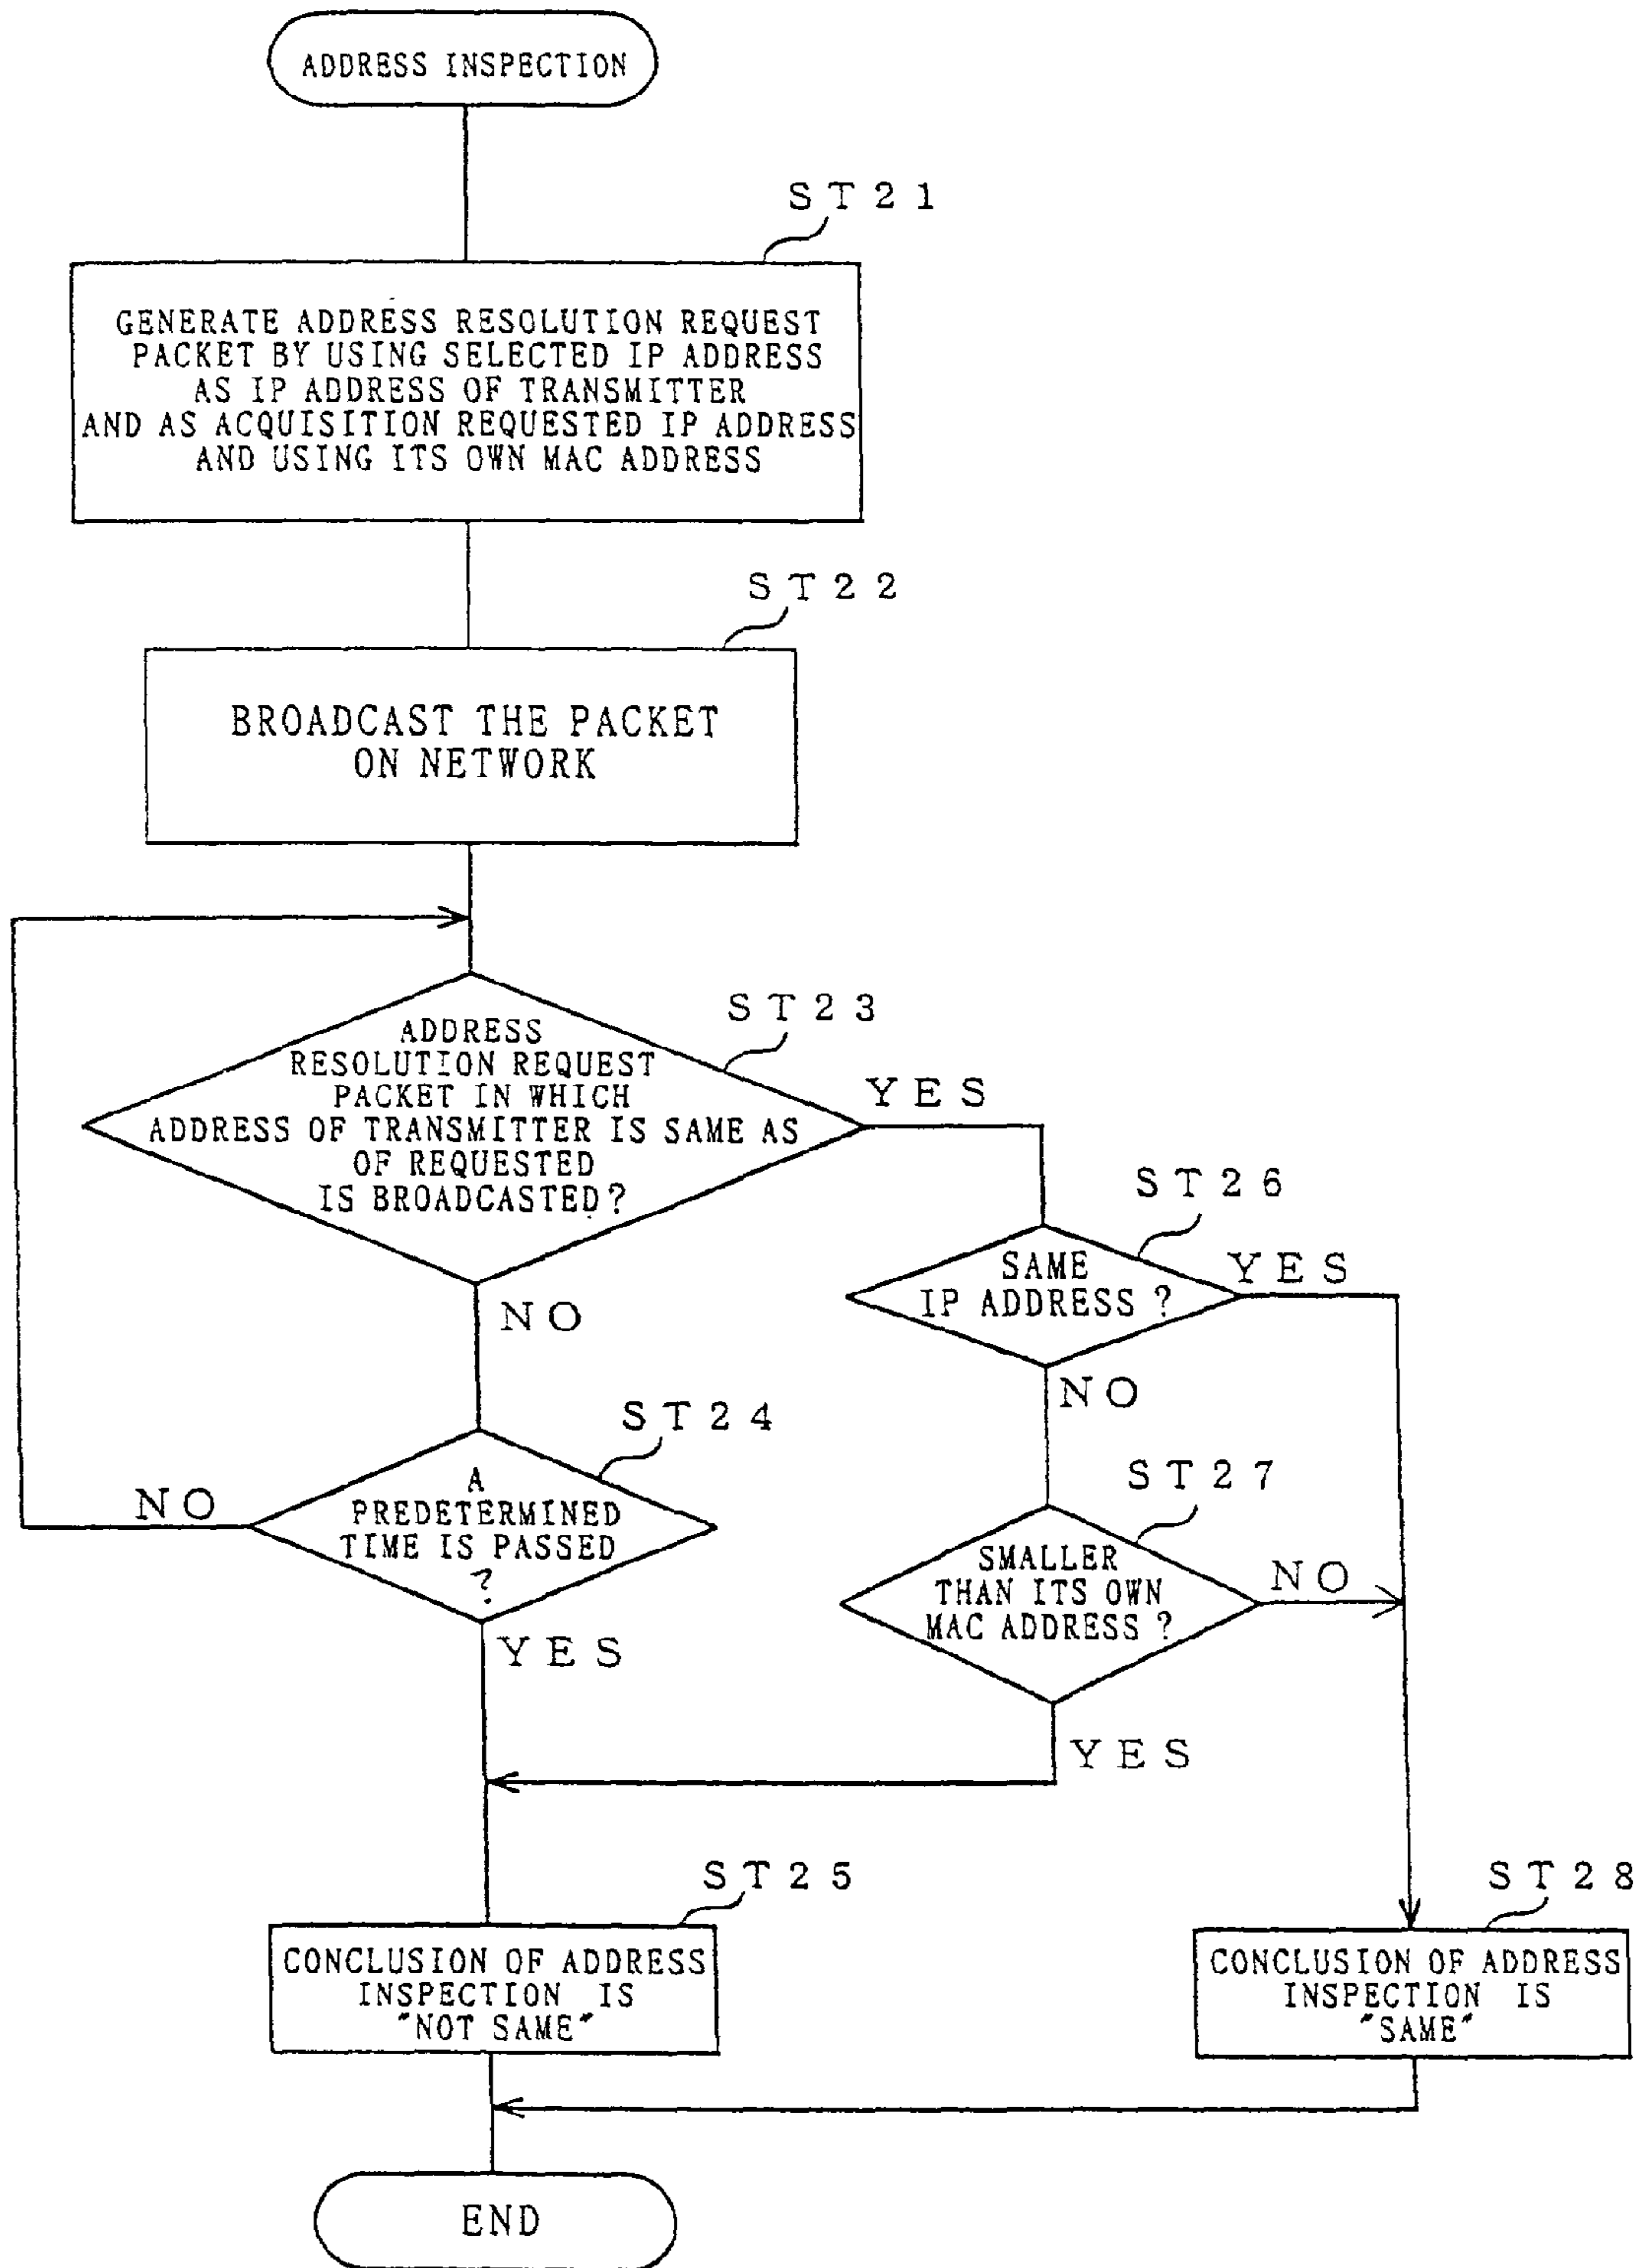 ADDRESS INSPECTION
ST21
GENERATE ADDRESS RESOLUTION REQUEST
PACKET BY USING SELECTED IP ADDRESS
AS IP ADDRESS OF TRANSMITTER
AND AS ACQUISITION REQUESTED IP ADDRESS
AND USING ITS OWN MAC ADDRESS
ST22
BROADCAST THE PACKET
ON NETWORK
ST23
ADDRESS
RESOLUTION REQUEST
PACKET IN WHICH
ADDRESS OF TRANSMITTER IS SAME AS
OF REQUESTED
IS BROADCASTED?
YES
NO
ST26
SAME
IP ADDRESS ?
YES
NO
ST24
A
PREDETERMINED
TIME IS PASSED
?
NO
YES
ST27
SMALLER
THAN ITS OWN
MAC ADDRESS ?
NO
YES
ST25
CONCLUSION OF ADDRESS
INSPECTION IS
"NOT SAME"
ST28
CONCLUSION OF ADDRESS
INSPECTION IS
"SAME"
END